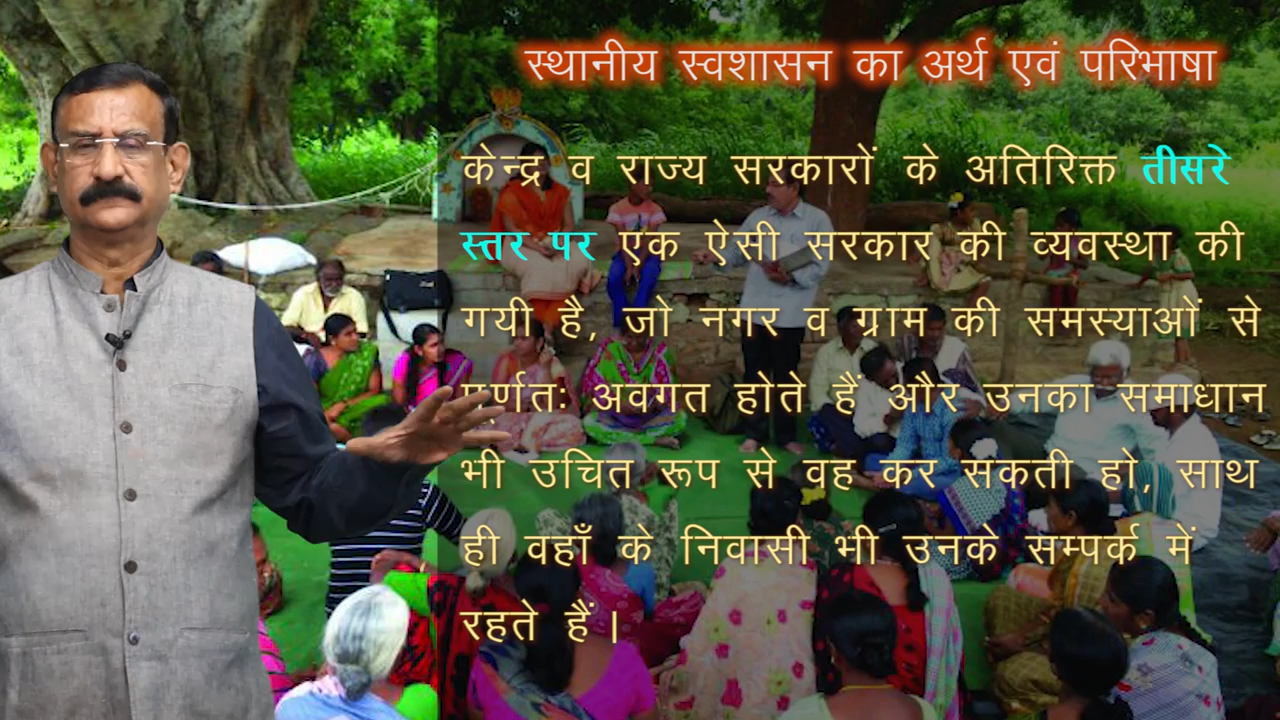 स्थानीय स्वशासन का अर्थ एवं परिभाषा
केन्द्र व राज्य सरकारों के अतिरिक्त तीसरे
स्तर पर एक ऐसी सरकार की व्यवस्था की
गयी है, जो नगर व ग्राम की समस्याओं से
पूर्णतः अवगत होते हैं और उनका समाधान
भी उचित रूप से वह कर सकती हो, साथ
ही वहाँ के निवासी भी उनके सम्पर्क में
रहते हैं।